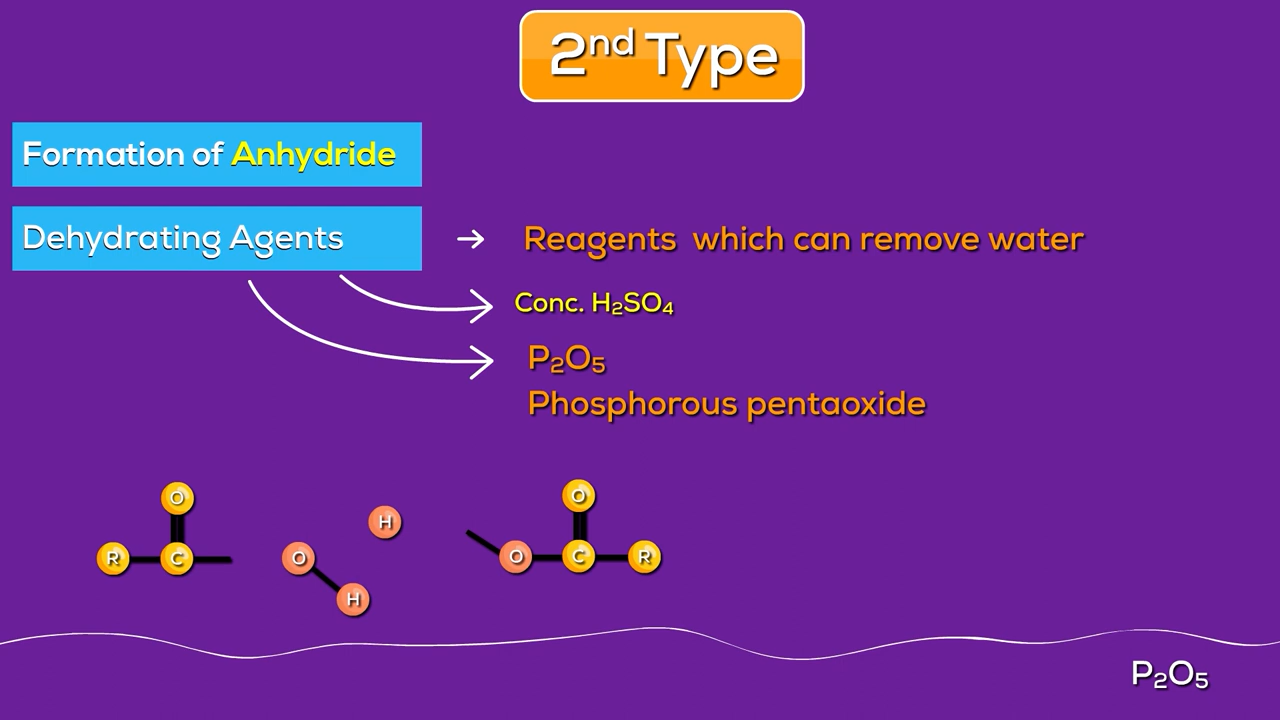 2nd Type
Formation of Anhydride
Dehydrating Agents → Reagents which can remove water
Conc. H₂SO₄
P₂O₅
Phosphorous pentaoxide
O O
H
R C O O C R
H
P₂O₅